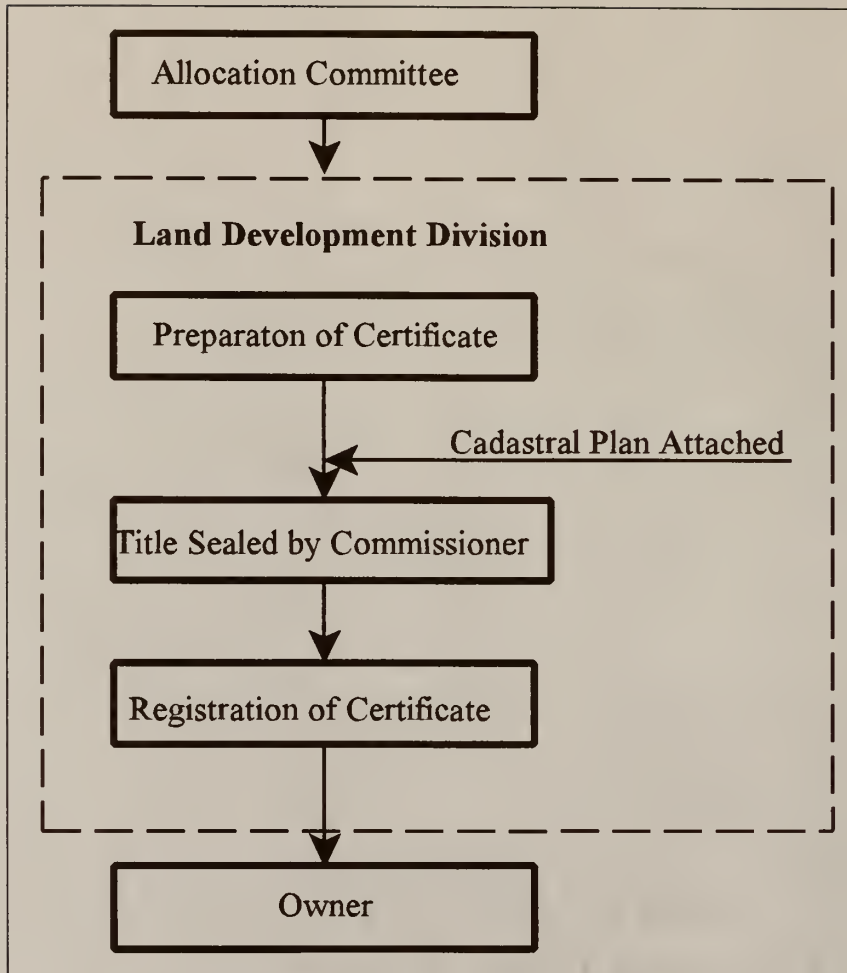 Allocation Committee
Land Development Division
Preparaton of Certificate
Cadastral Plan Attached
Title Sealed by Commissioner
Registration of Certificate
Owner